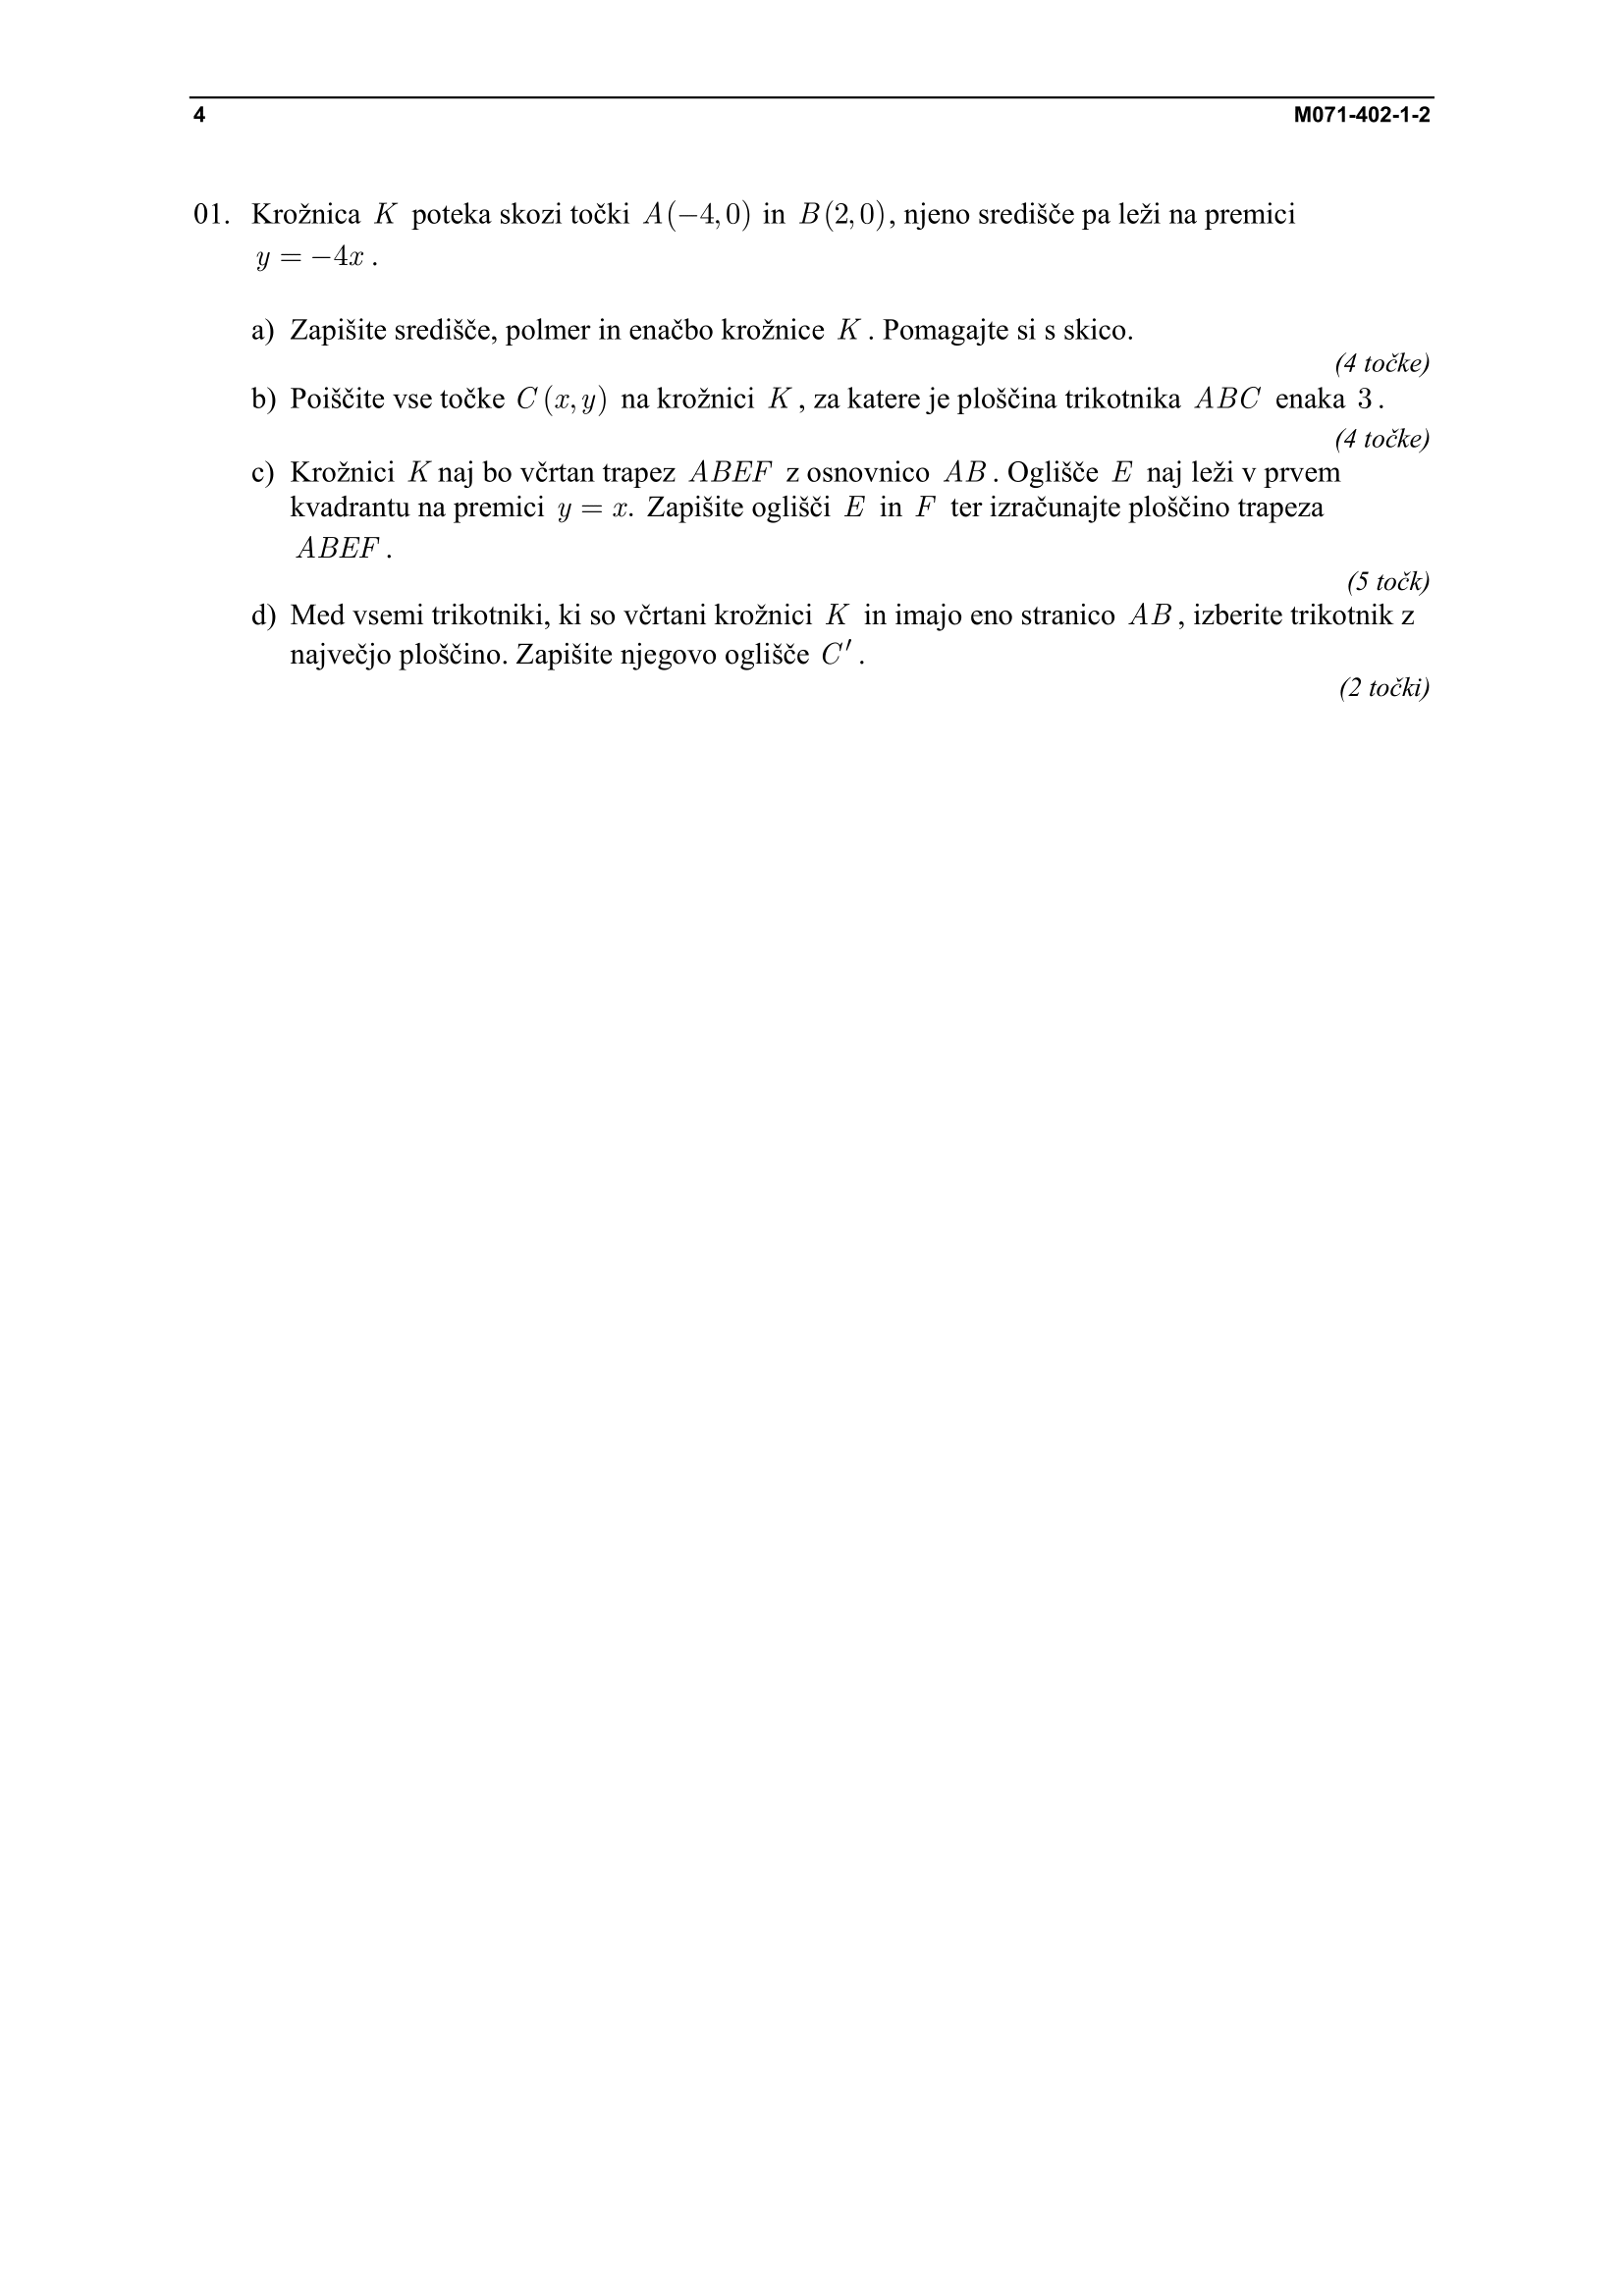 4 M071-402-1-2
01. Krožnica K poteka skozi točki A(−4,0) in B(2,0), njeno središče pa leži na premici
y = −4x .
a) Zapišite središče, polmer in enačbo krožnice K . Pomagajte si s skico.
(4 točke)
b) Poiščite vse točke C(x,y) na krožnici K , za katere je ploščina trikotnika ABC enaka 3 .
(4 točke)
c) Krožnici K naj bo včrtan trapez ABEF z osnovnico AB . Oglišče E naj leži v prvem
kvadrantu na premici y = x. Zapišite oglišči E in F ter izračunajte ploščino trapeza
ABEF .
(5 točk)
d) Med vsemi trikotniki, ki so včrtani krožnici K in imajo eno stranico AB , izberite trikotnik z
največjo ploščino. Zapišite njegovo oglišče C′ .
(2 točki)